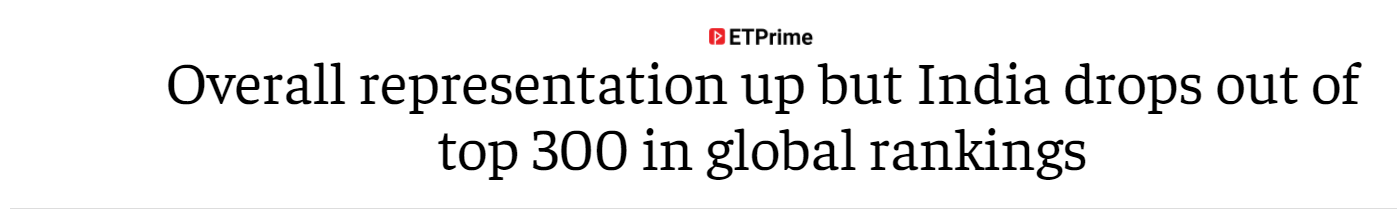 ETPrime
Overall representation up but India drops out of
top 300 in global rankings